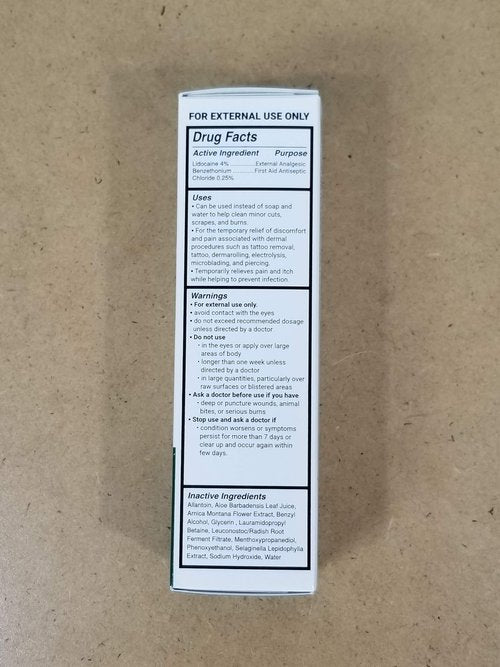 FOR EXTERNAL USE ONLY
Drug Facts
Active Ingredient Purpose
Lidocaine 4% ..........External Analgesic
Benzethonium ..........First Aid Antiseptic
Chloride 0.25%
Uses
• Can be used instead of soap and
water to help clean minor cuts,
scrapes, and burns.
• For the temporary relief of discomfort
and pain associated with dermal
procedures such as tattoo removal,
tattoo, dermarolling, electrolysis,
microblading, and piercing.
• Temporarily relieves pain and itch
while helping to prevent infection.
Warnings
• For external use only.
• avoid contact with the eyes
• do not exceed recommended dosage
unless directed by a doctor.
• Do not use
• in the eyes or apply over large
areas of body
• longer than one week unless
directed by a doctor
• in large quantities, particularly over
raw surfaces or blistered areas
• Ask a doctor before use if you have
• deep or puncture wounds, animal
bites, or serious burns
• Stop use and ask a doctor if
• condition worsens or symptoms
persist for more than 7 days or
clear up and occur again within
few days.
Inactive Ingredients
Allantoin, Aloe Barbadensis Leaf Juice,
Arnica Montana Flower Extract, Benzyl
Alcohol, Glycerin , Lauramidopropyl
Betaine, Leuconostoc/Radish Root
Ferment Filtrate, Menthoxypropanediol,
Phenoxyethanol, Selaginella Lepidophylla
Extract, Sodium Hydroxide, Water